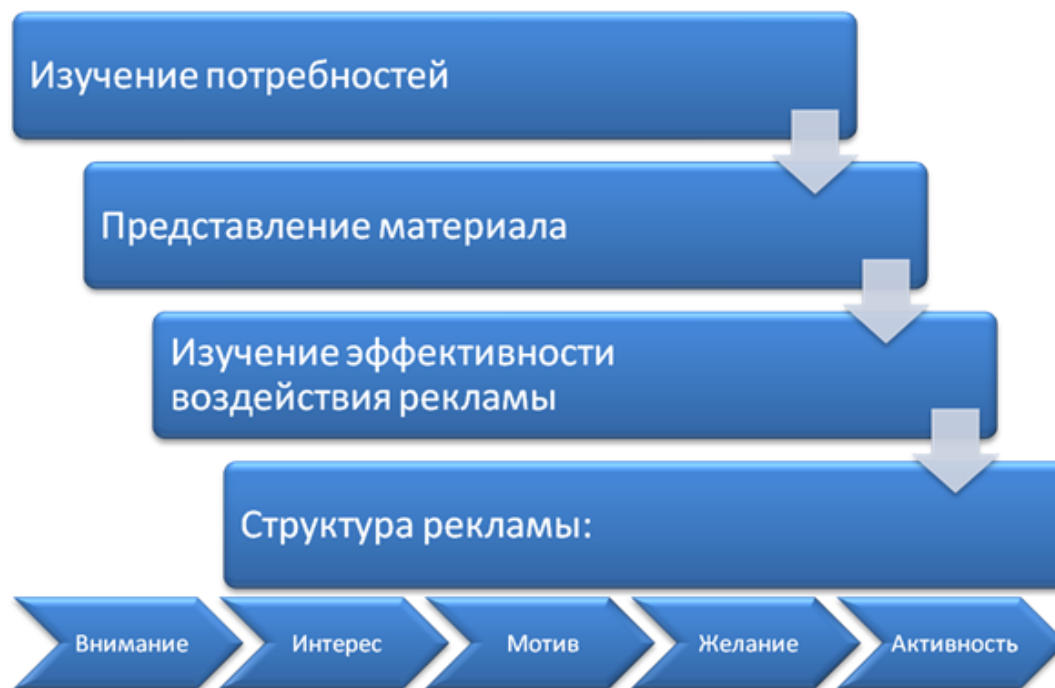 Изучение потребностей
Представление материала
Изучение эффективности
воздействия рекламы
Структура рекламы:
Внимание
Интерес
Мотив
Желание
Активность